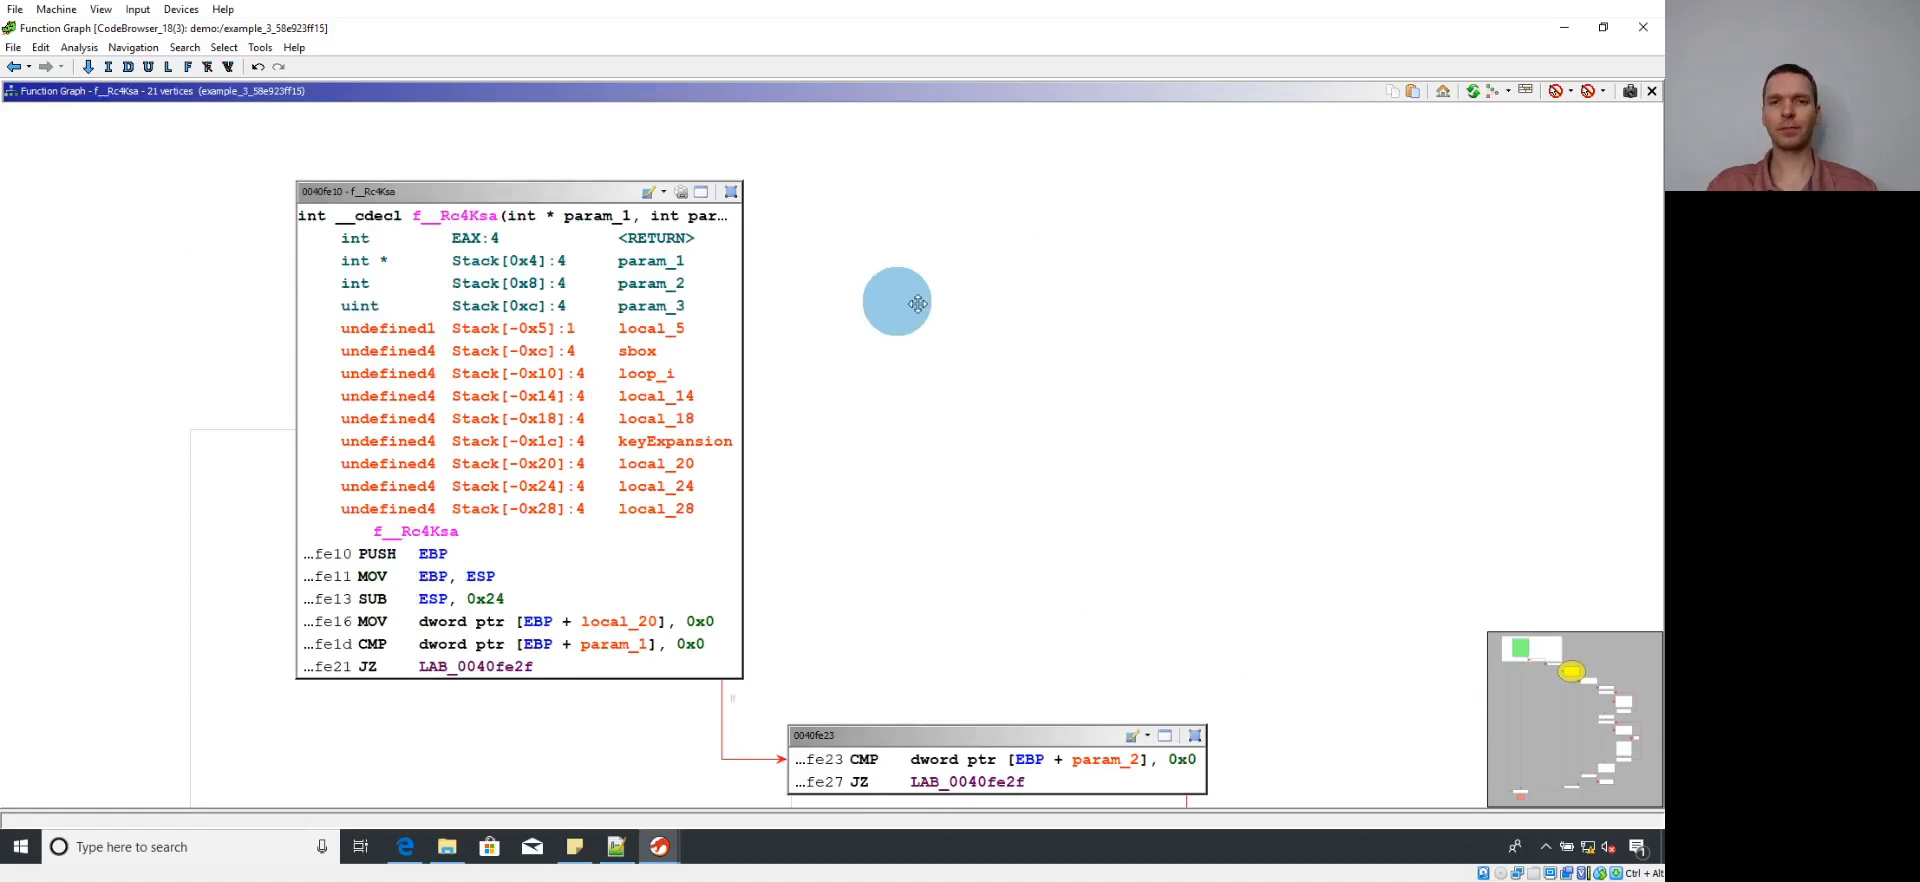 File Machine View Input Devices Help
Function Graph [CodeBrowser_18(3): demo:/example_3_58e923ff15]
File Edit Analysis Navigation Search Select Tools Help
I D U L F
Function Graph - f__Rc4Ksa - 21 vertices (example_3_58e923ff15)
0040fe10 - f__Rc4Ksa
int __cdecl f__Rc4Ksa(int * param_1, int par...
int EAX:4 <RETURN>
int * Stack[0x4]:4 param_1
int Stack[0x8]:4 param_2
uint Stack[0xc]:4 param_3
undefined1 Stack[-0x5]:1 local_5
undefined4 Stack[-0xc]:4 sbox
undefined4 Stack[-0x10]:4 loop_i
undefined4 Stack[-0x14]:4 local_14
undefined4 Stack[-0x18]:4 local_18
undefined4 Stack[-0x1c]:4 keyExpansion
undefined4 Stack[-0x20]:4 local_20
undefined4 Stack[-0x24]:4 local_24
undefined4 Stack[-0x28]:4 local_28
f__Rc4Ksa
...fe10 PUSH EBP
...fe11 MOV EBP, ESP
...fe13 SUB ESP, 0x24
...fe16 MOV dword ptr [EBP + local_20], 0x0
...fe1d CMP dword ptr [EBP + param_1], 0x0
...fe21 JZ LAB_0040fe2f
0040fe23
...fe23 CMP dword ptr [EBP + param_2], 0x0
...fe27 JZ LAB_0040fe2f
Type here to search
1
Ctrl + Alt